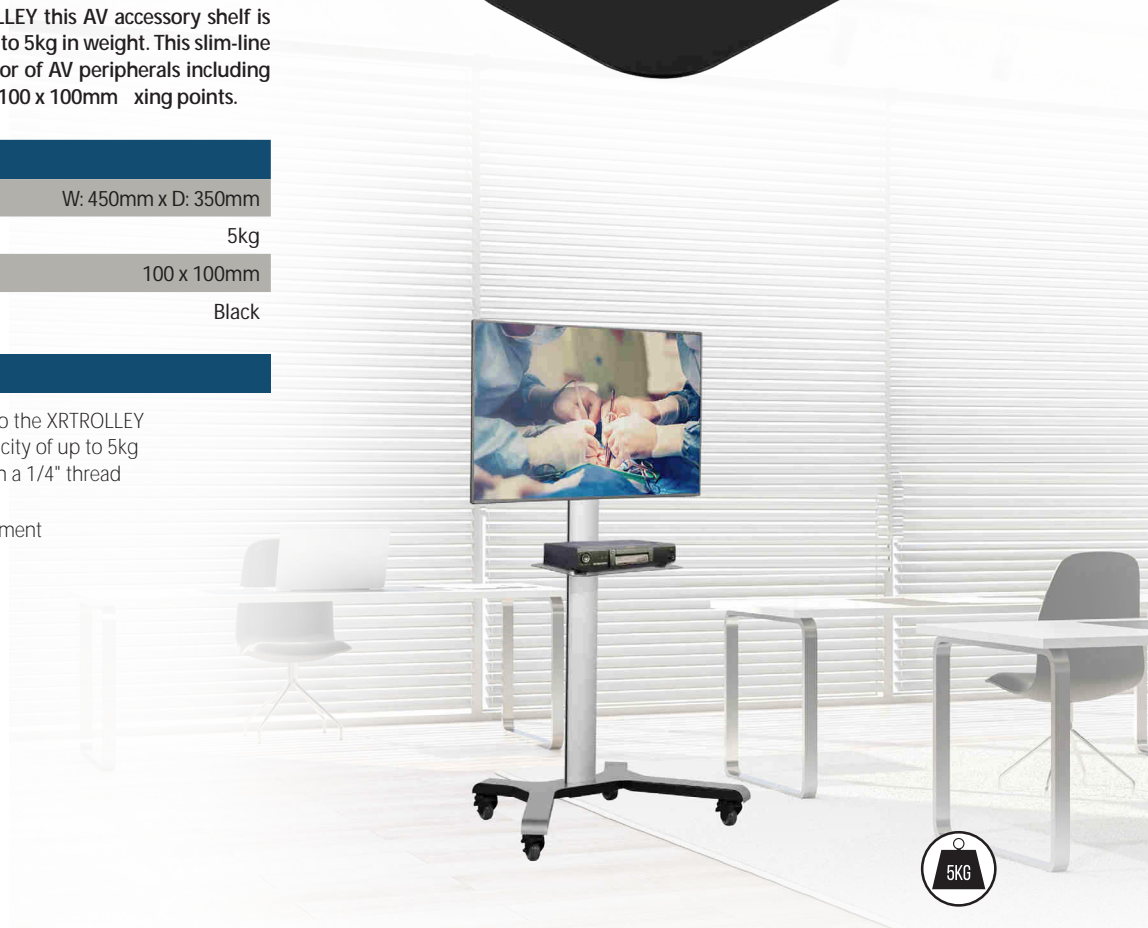 LLEY this AV accessory shelf is
to 5kg in weight. This slim-line
or of AV peripherals including
100 x 100mm xing points.
W: 450mm x D: 350mm
5kg
100 x 100mm
Black
o the XRTROLLEY
city of up to 5kg
h a 1/4" thread
ment
5KG